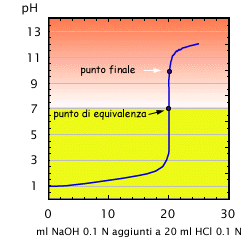 pH
13
11
punto finale
9
7
punto di equivalenza
5
3
1
0 10 20 30
ml NaOH 0.1 N aggiunti a 20 ml HCl 0.1 N